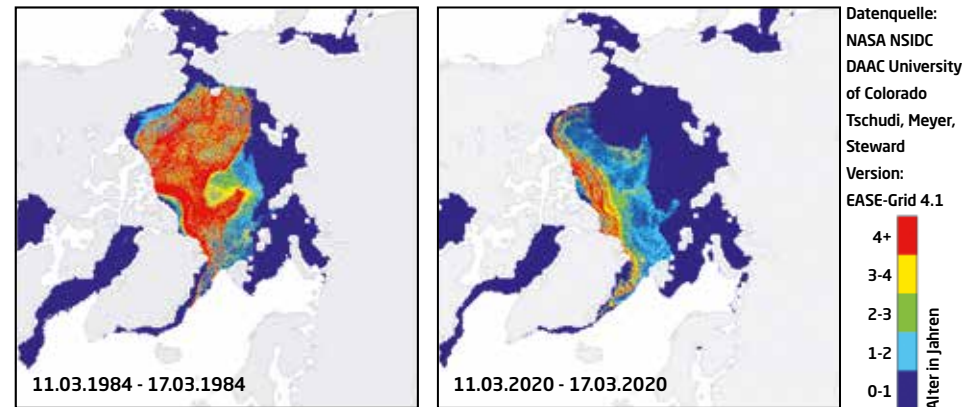 11.03.1984 - 17.03.1984
11.03.2020 - 17.03.2020
Datenquelle:
NASA NSIDC
DAAC University
of Colorado
Tschudi, Meyer,
Steward
Version:
EASE-Grid 4.1
4+
3-4
2-3
1-2
0-1
Alter in Jahren